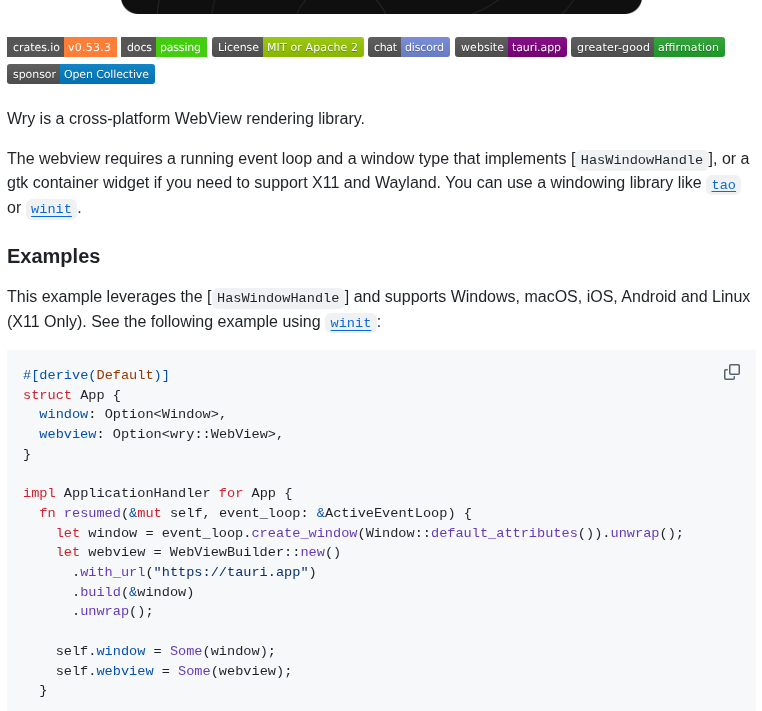 crates.io v0.53.3 docs passing License MIT or Apache 2 chat discord website tauri.app greater-good affirmation
sponsor Open Collective
Wry is a cross-platform WebView rendering library.
The webview requires a running event loop and a window type that implements [HasWindowHandle], or a
gtk container widget if you need to support X11 and Wayland. You can use a windowing library like tao
or winit.
Examples
This example leverages the [HasWindowHandle] and supports Windows, macOS, iOS, Android and Linux
(X11 Only). See the following example using winit:
#[derive(Default)]
struct App {
  window: Option<Window>,
  webview: Option<wry::WebView>,
}
impl ApplicationHandler for App {
  fn resumed(&mut self, event_loop: &ActiveEventLoop) {
    let window = event_loop.create_window(Window::default_attributes()).unwrap();
    let webview = WebViewBuilder::new()
      .with_url("https://tauri.app")
      .build(&window)
      .unwrap();
    self.window = Some(window);
    self.webview = Some(webview);
  }